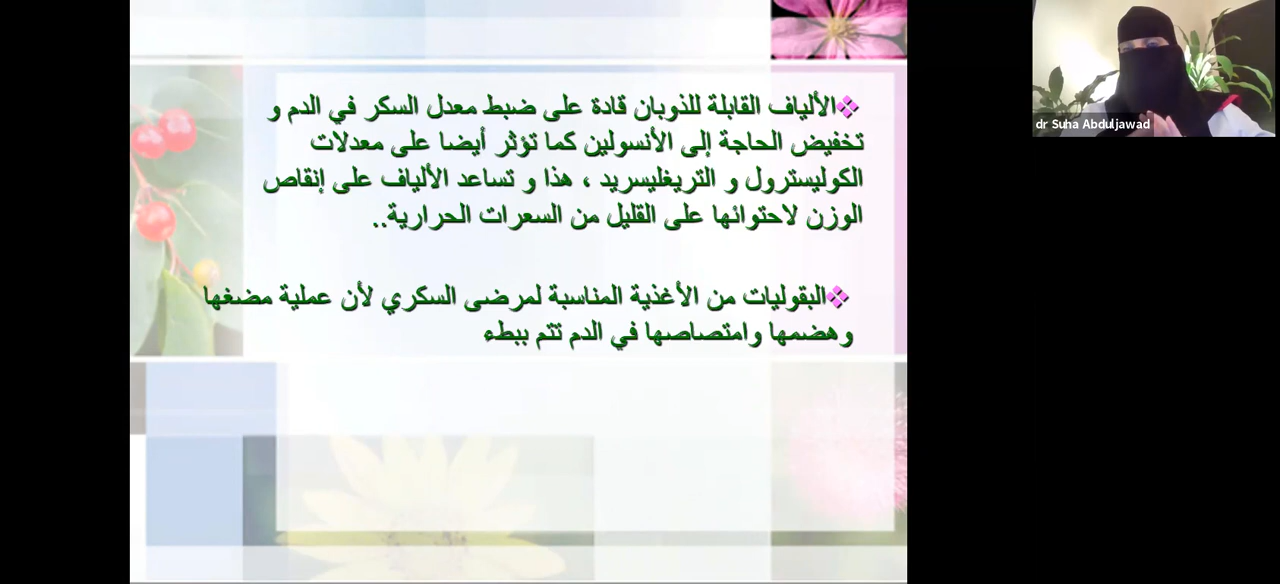 ❖الألياف القابلة للذوبان قادة على ضبط معدل السكر في الدم و
تخفيض الحاجة إلى الأنسولين كما تؤثر أيضا على معدلات
الكوليسترول و التريغليسريد ، هذا و تساعد الألياف على إنقاص
الوزن لاحتوائها على القليل من السعرات الحرارية..
❖البقوليات من الأغذية المناسبة لمرضى السكري لأن عملية مضغها
وهضمها وامتصاصها في الدم تتم ببطء
dr Suha Abduljawad